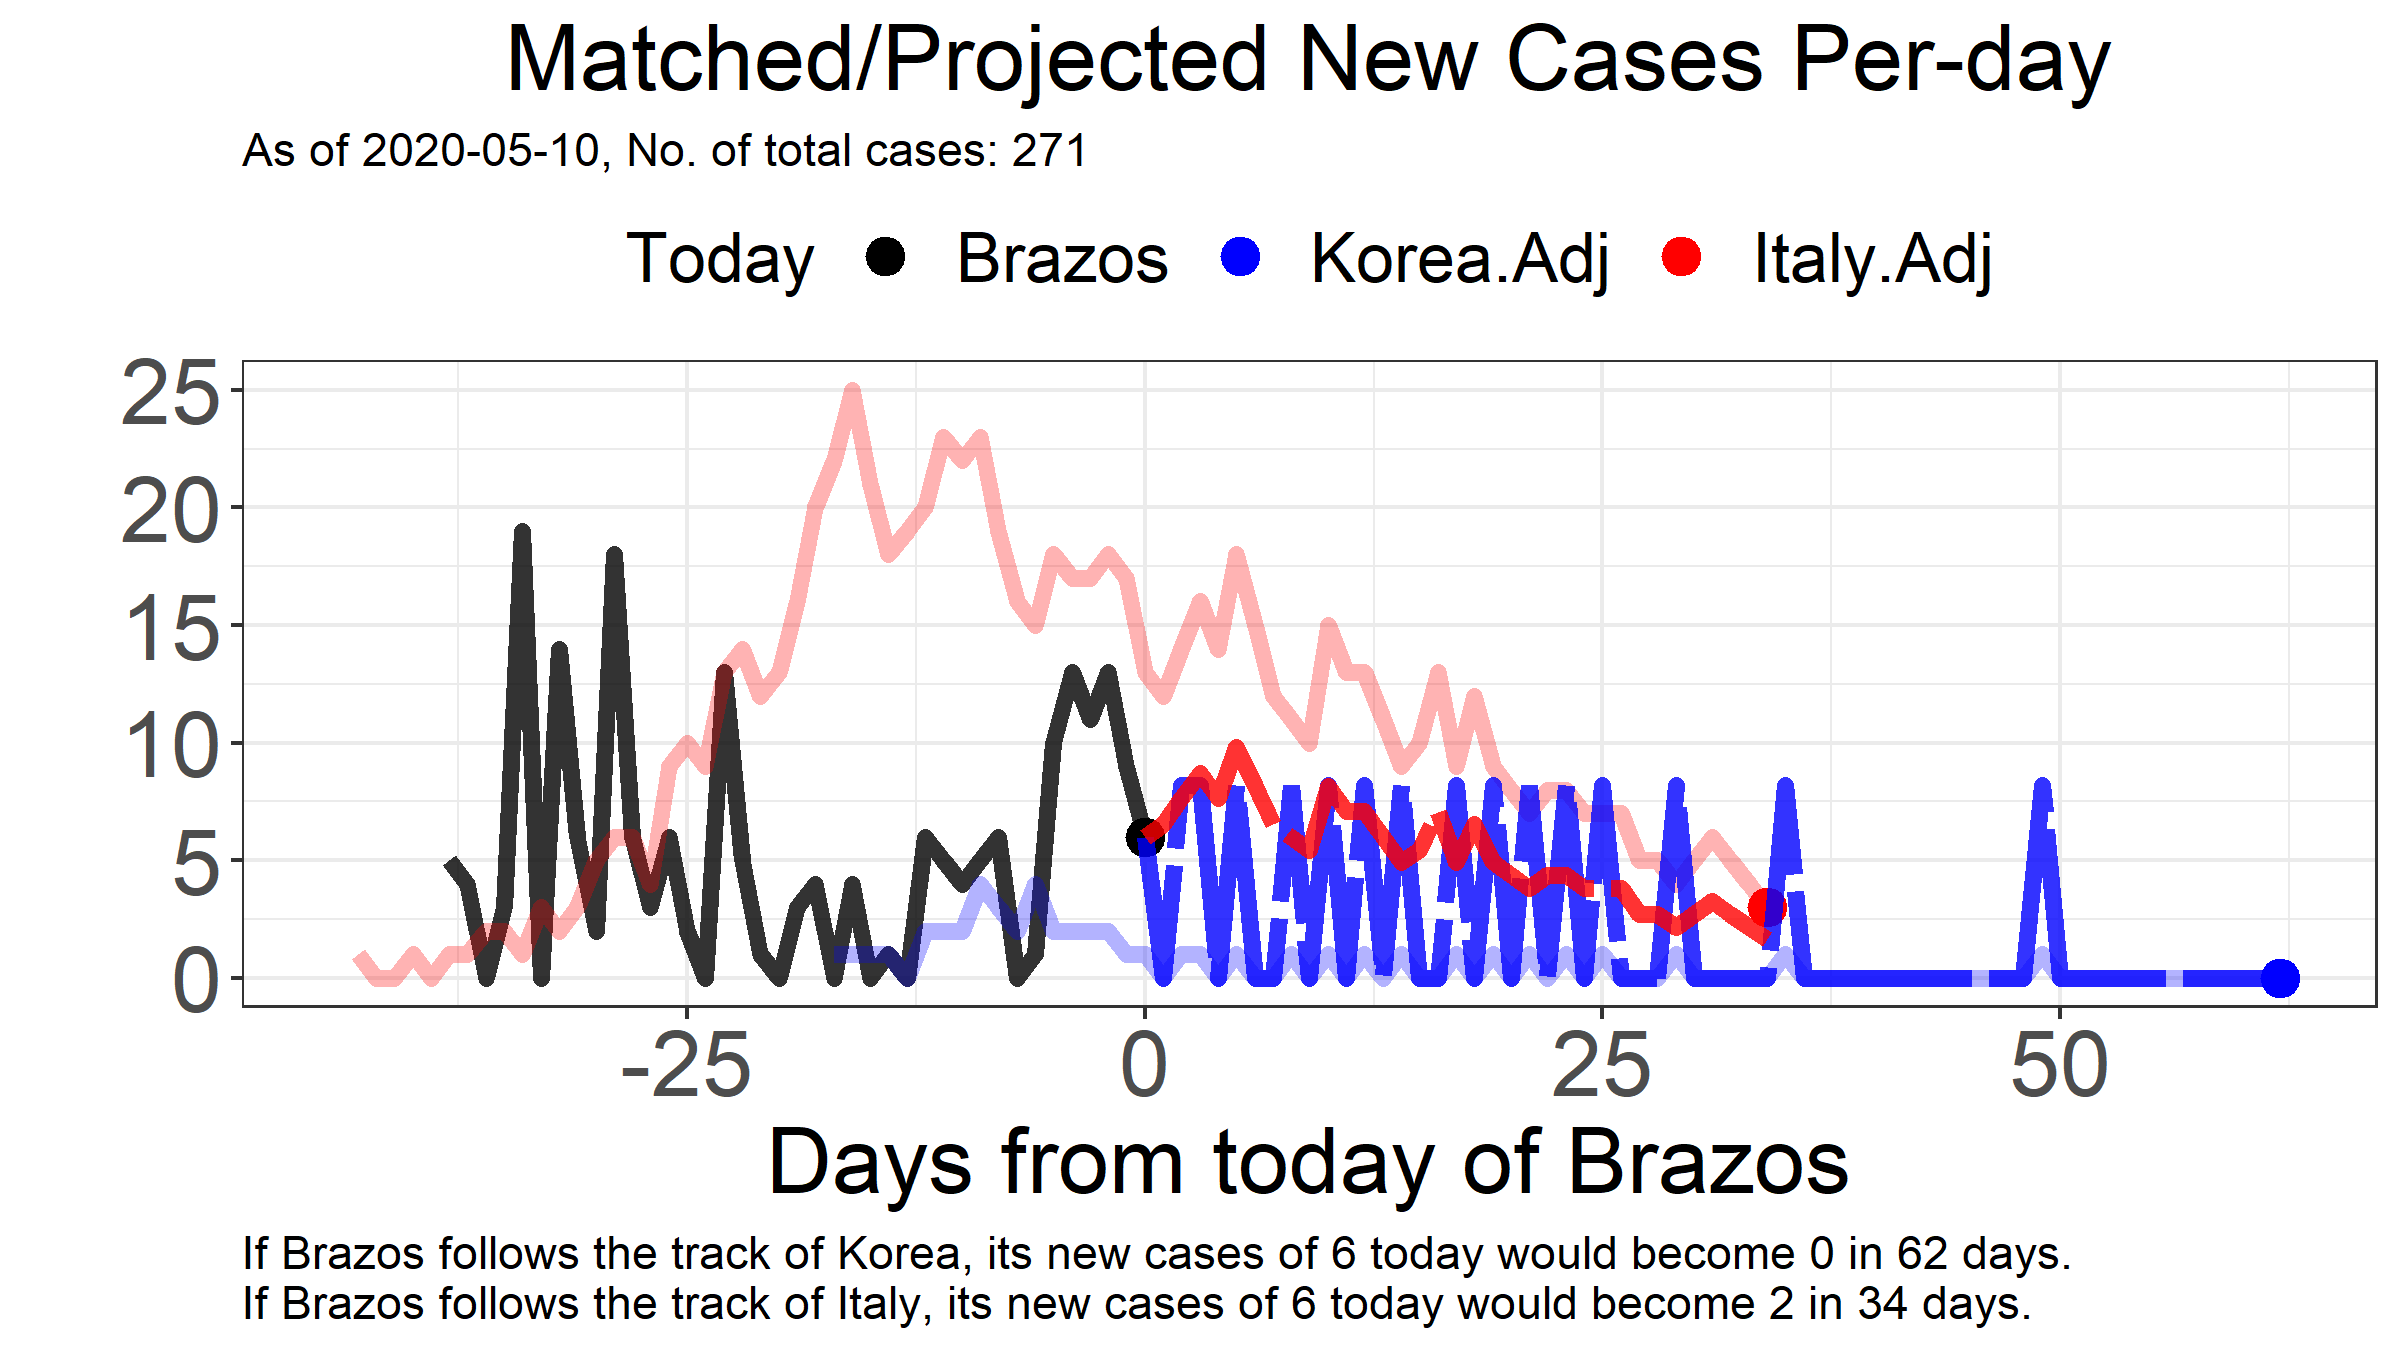 Matched/Projected New Cases Per-day
As of 2020-05-10, No. of total cases: 271
Today Brazos Korea.Adj Italy.Adj
25
20
15
10
5
0
-25 0 25 50
Days from today of Brazos
If Brazos follows the track of Korea, its new cases of 6 today would become 0 in 62 days.
If Brazos follows the track of Italy, its new cases of 6 today would become 2 in 34 days.